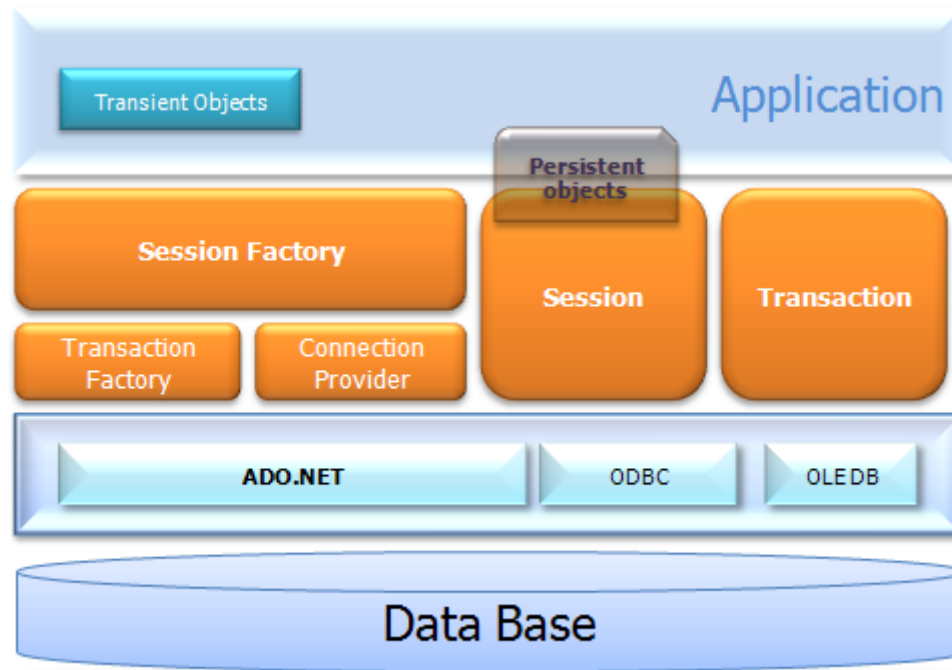 Transient Objects
Application
Persistent
objects
Session Factory
Session
Transaction
Transaction
Factory
Connection
Provider
ADO.NET
ODBC
OLEDB
Data Base